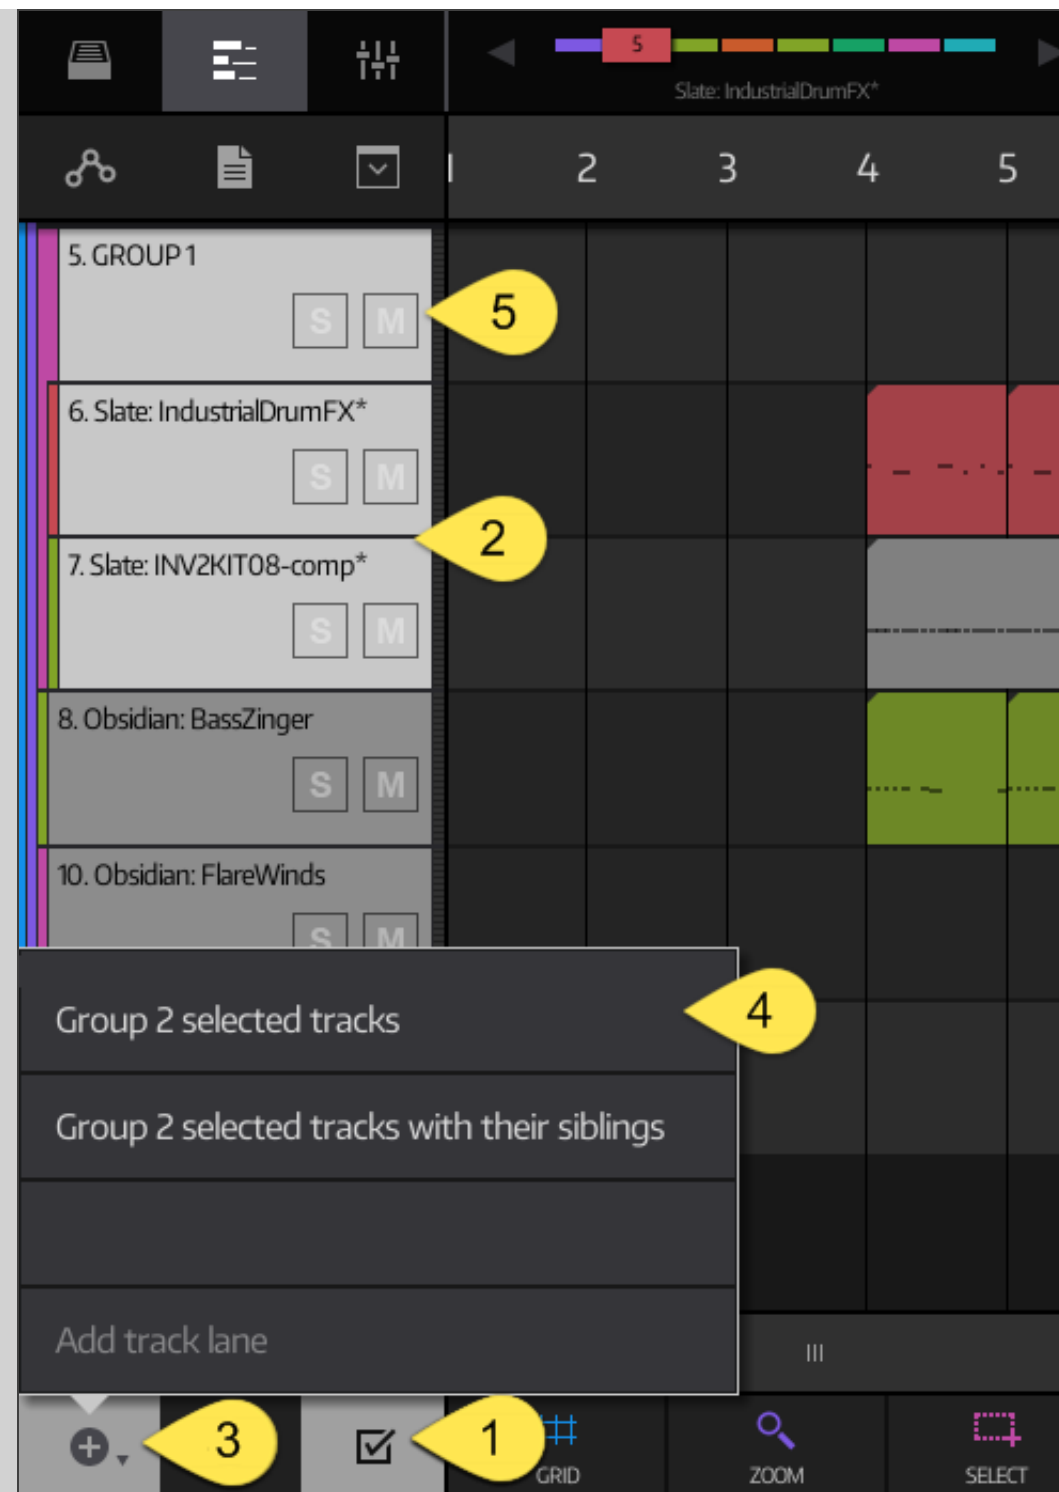 5
Slate: IndustrialDrumFX*
1 2 3 4 5
5. GROUP 1
S M
5
6. Slate: IndustrialDrumFX*
S M
2
7. Slate: INV2KIT08-comp*
S M
8. Obsidian: BassZinger
S M
10. Obsidian: FlareWinds
S M
Group 2 selected tracks
4
Group 2 selected tracks with their siblings
Add track lane
3
1
GRID
ZOOM
SELECT